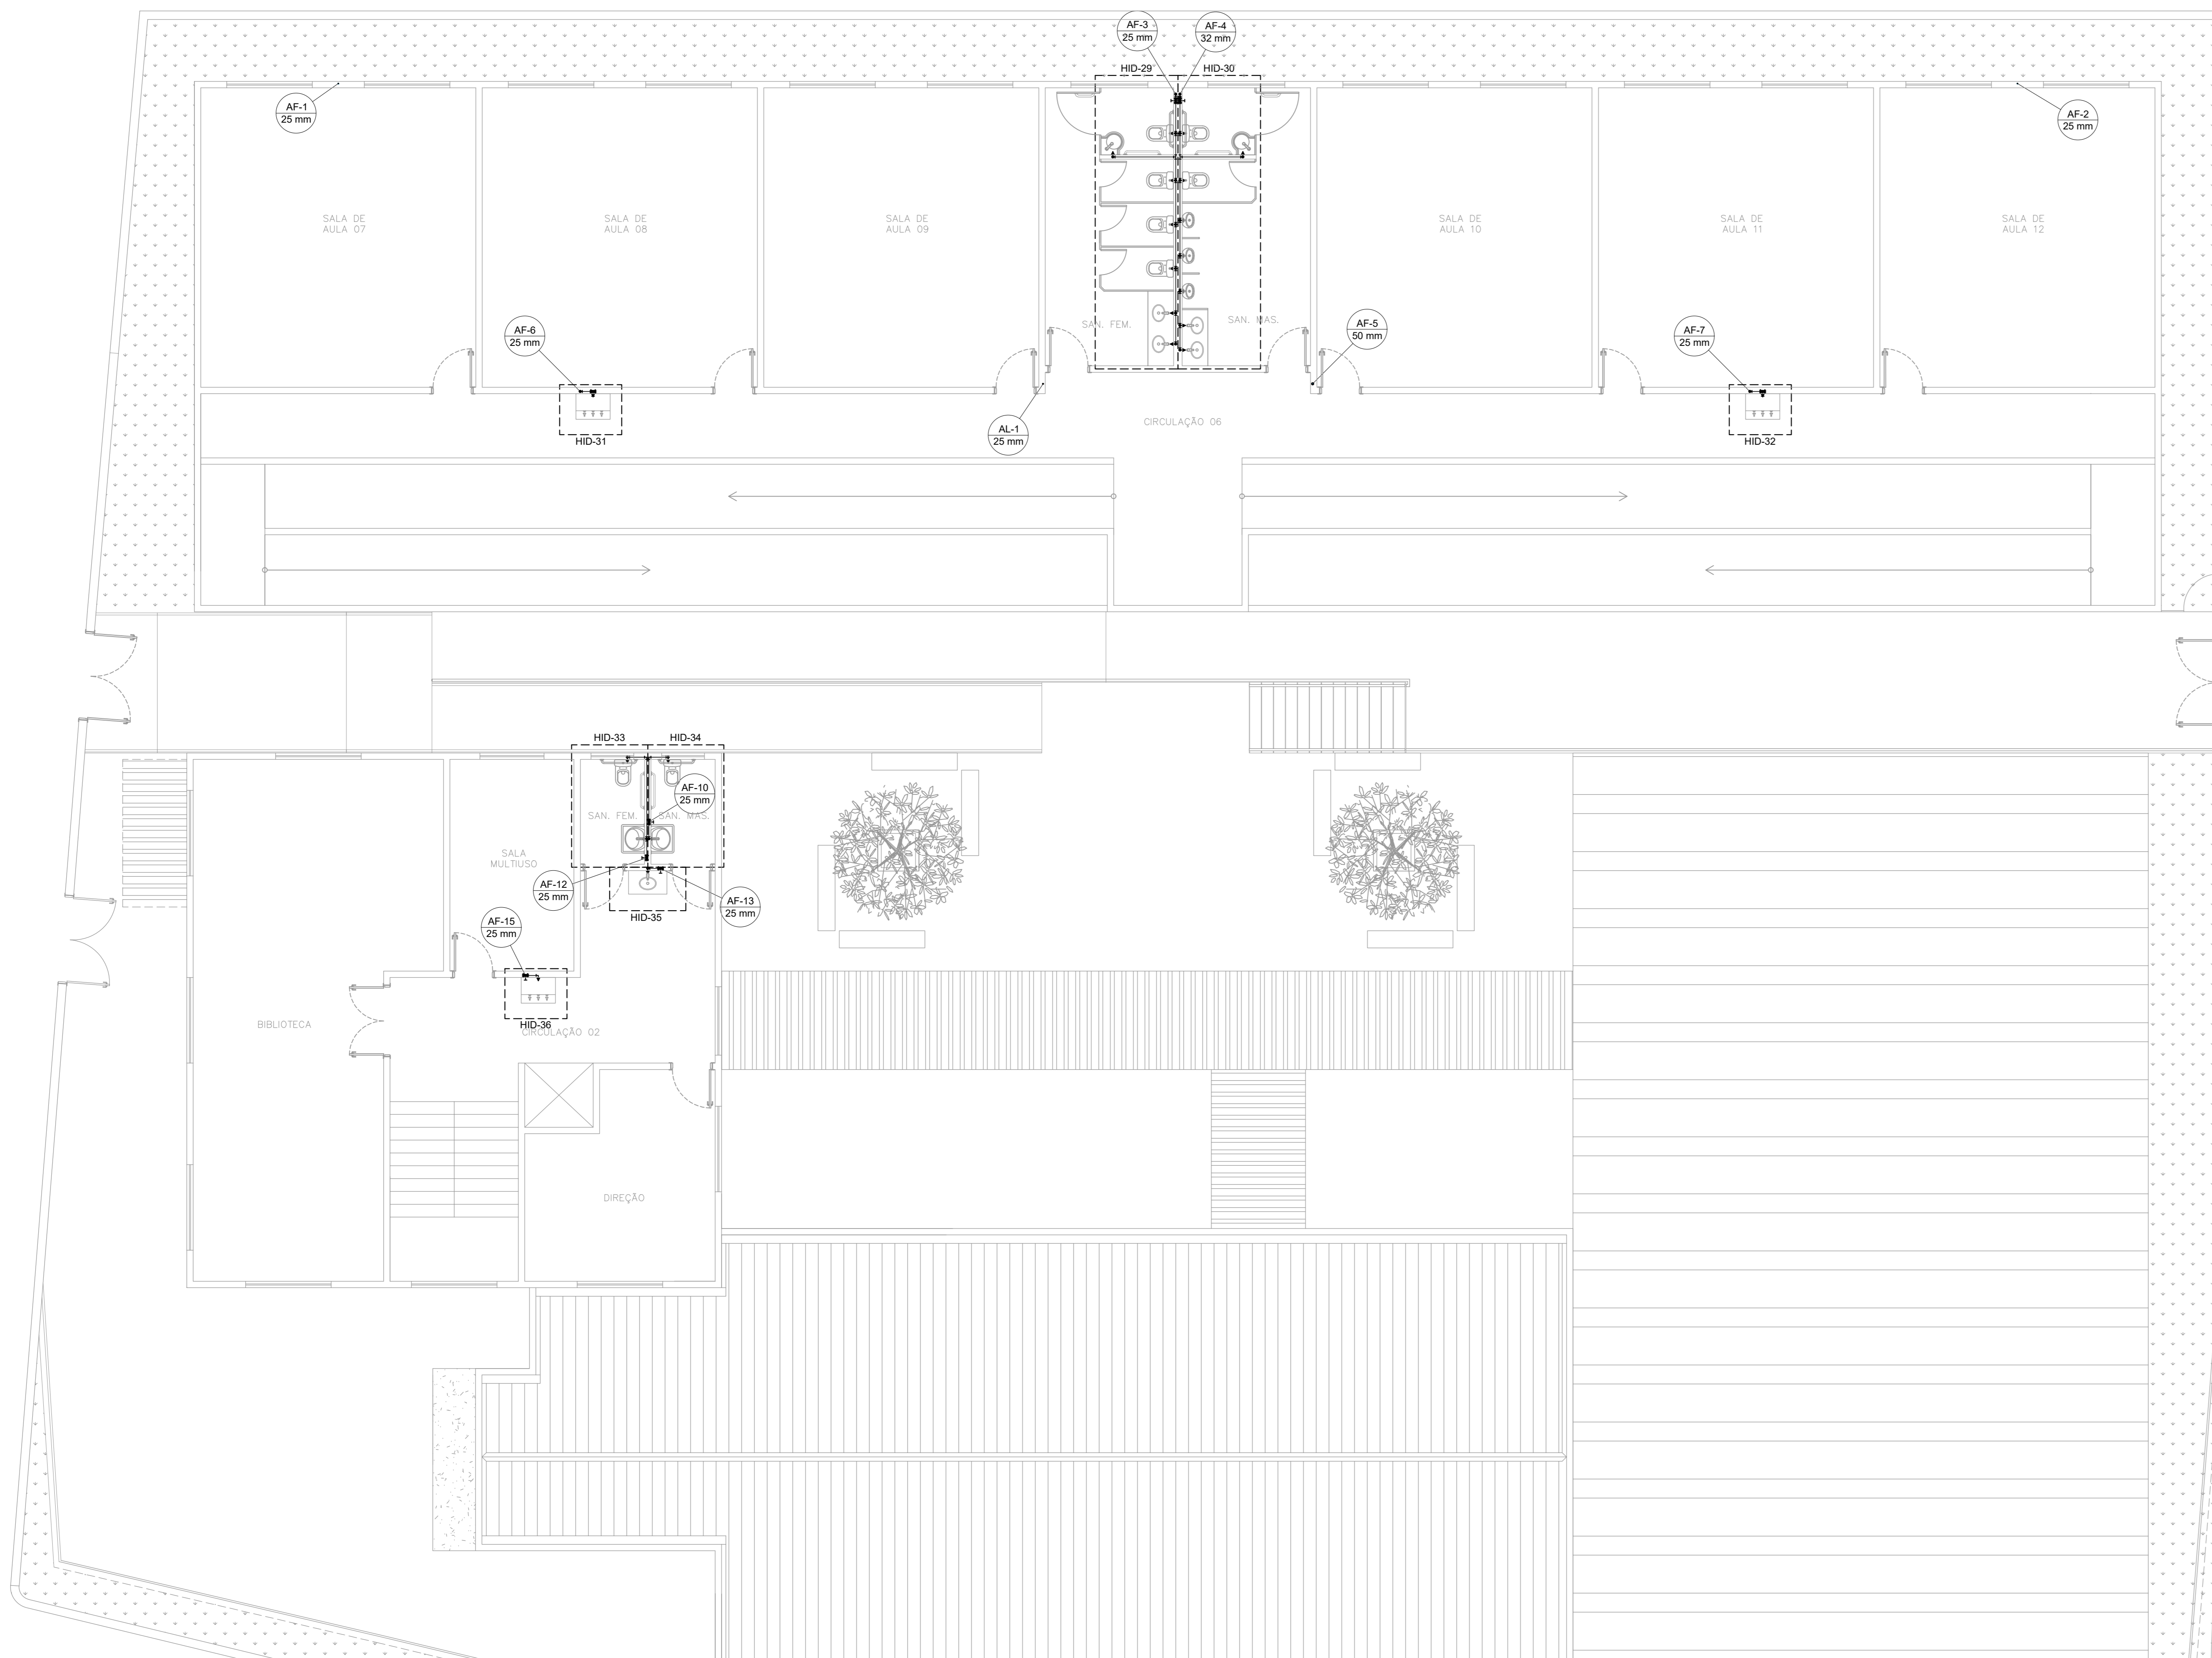 AF-3
25 mm
AF-4
32 mm
HID-29
HID-30
AF-1
25 mm
AF-2
25 mm
SALA DE
AULA 07
SALA DE
AULA 08
SALA DE
AULA 09
SALA DE
AULA 10
SALA DE
AULA 11
SALA DE
AULA 12
SAN. FEM.
SAN. MAS.
AF-6
25 mm
AF-5
50 mm
AF-7
25 mm
HID-31
AL-1
25 mm
CIRCULAÇÃO 06
HID-32
HID-33
HID-34
AF-10
25 mm
SAN. FEM.
SAN. MAS.
SALA
MULTIUSO
AF-12
25 mm
AF-13
25 mm
HID-35
AF-15
25 mm
HID-36
BIBLIOTECA
CIRCULAÇÃO 02
DIREÇÃO